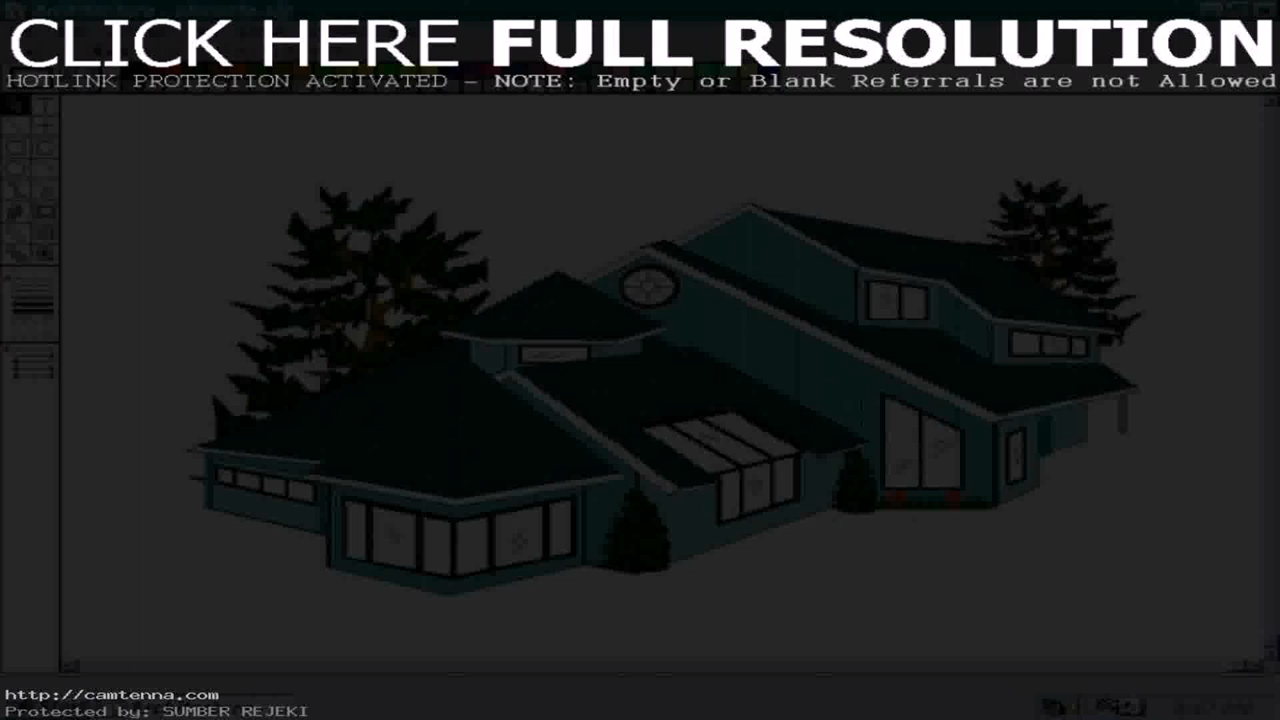 CLICK HERE FULL RESOLUTION
HOTLINK PROTECTION ACTIVATED - NOTE: Empty or Blank Referrals are not Allowed
http://camtenna.com
Protected by: SUMBER REJEKI